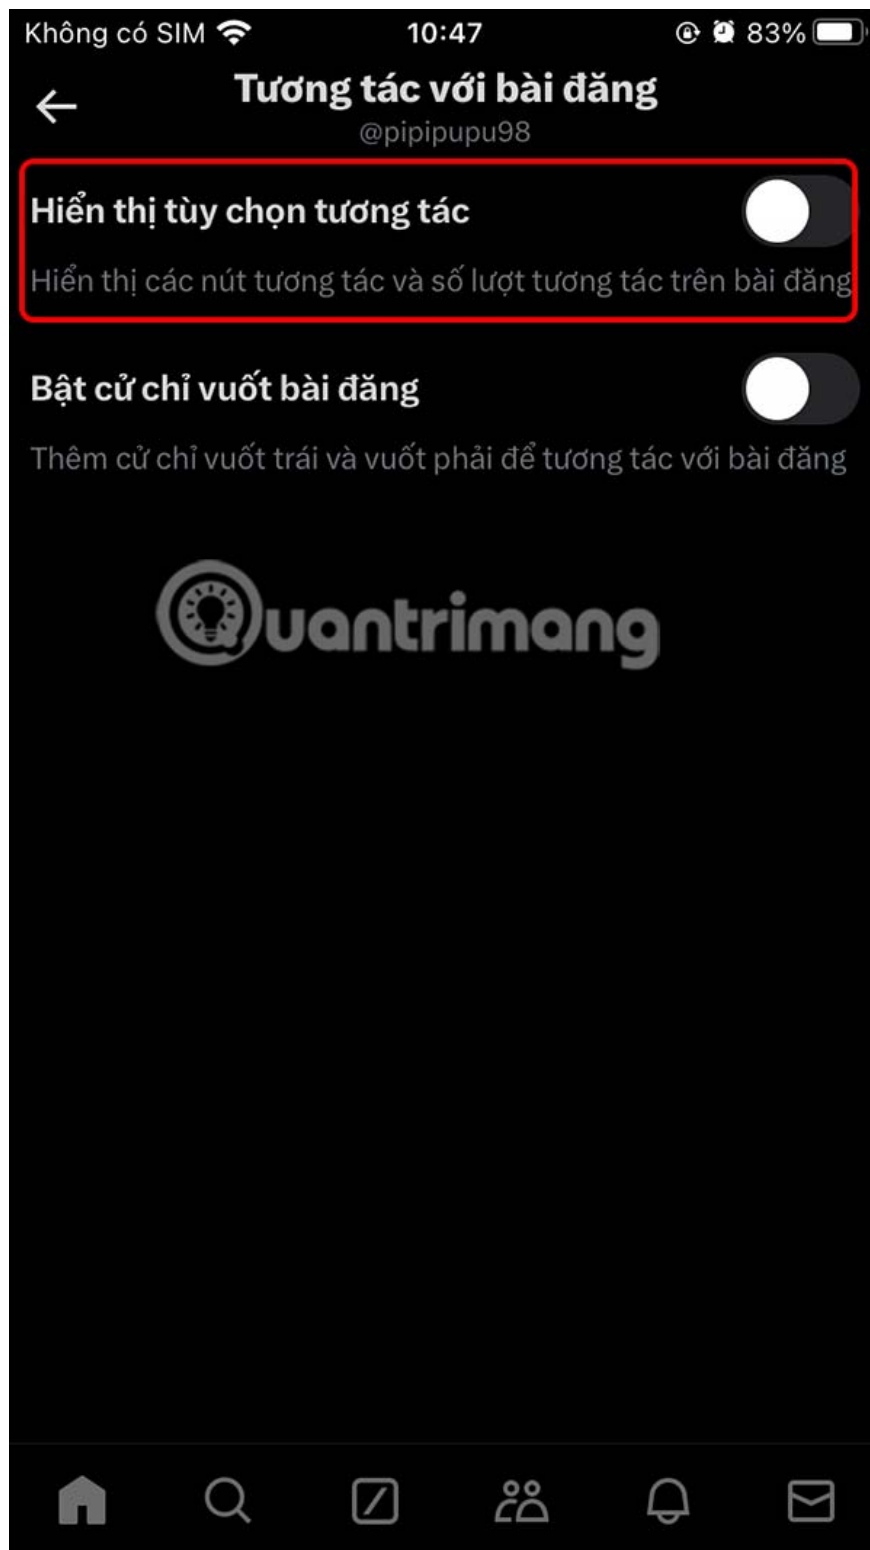 Không có SIM 10:47 83%
Tương tác với bài đăng
@pipipupu98
Hiển thị tùy chọn tương tác
Hiển thị các nút tương tác và số lượt tương tác trên bài đăng
Bật cử chỉ vuốt bài đăng
Thêm cử chỉ vuốt trái và vuốt phải để tương tác với bài đăng
Quantrimang